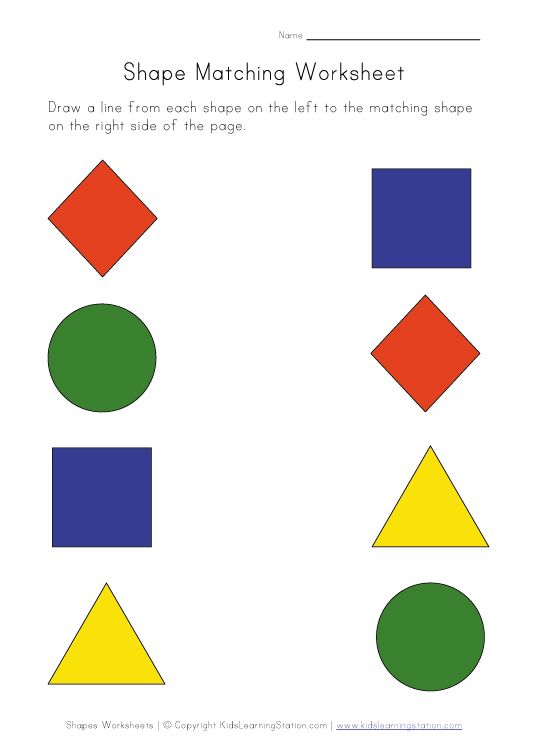 Name
Shape Matching Worksheet
Draw a line from each shape on the left to the matching shape
on the right side of the page.
Shapes Worksheets | © Copyright KidsLearningStation.com | www.kidslearningstation.com